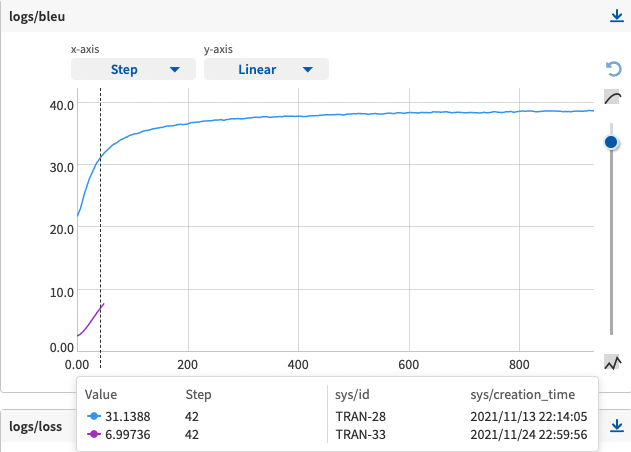 logs/bleu
x-axis y-axis
Step Linear
40.0
30.0
20.0
10.0
0.00
0.00 200 400 600 800
Value Step sys/id sys/creation_time
31.1388 42 TRAN-28 2021/11/13 22:14:05
6.99736 42 TRAN-33 2021/11/24 22:59:56
logs/loss